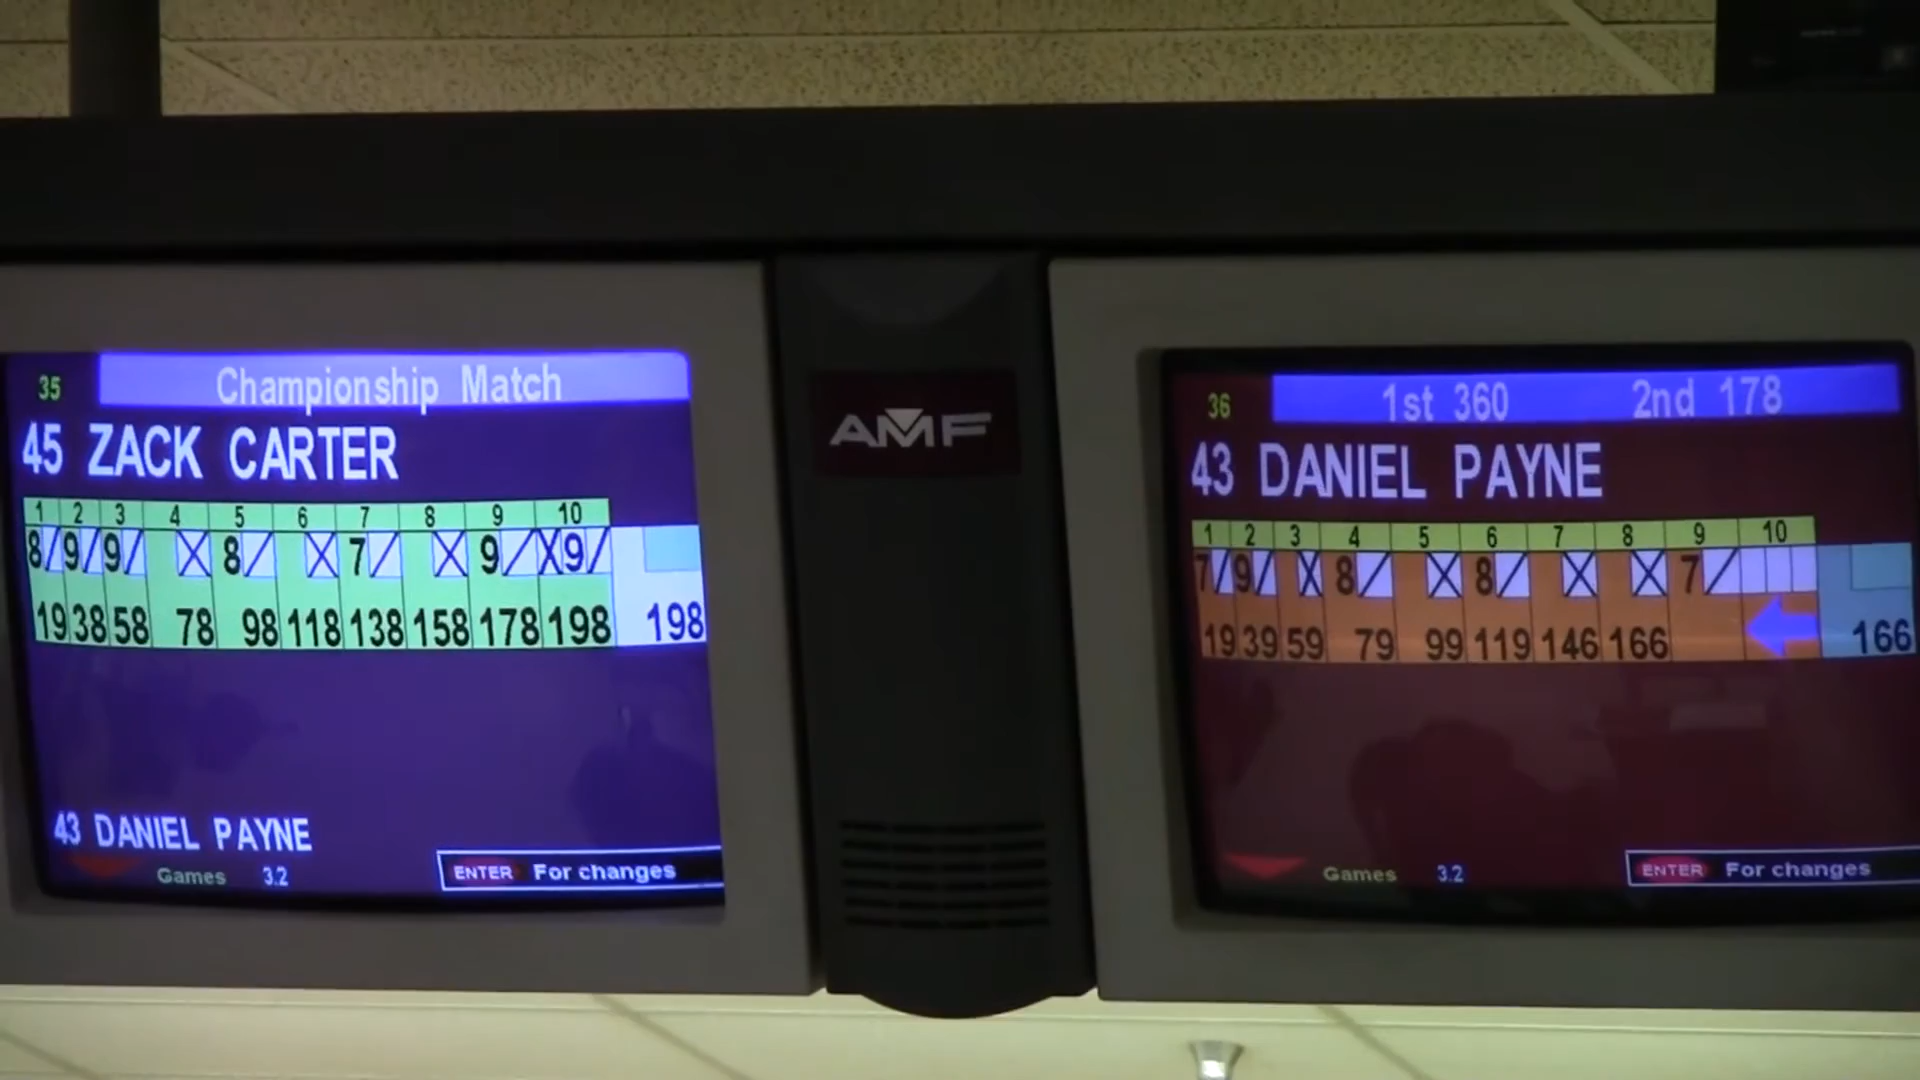 35 Championship Match
45 ZACK CARTER
1 2 3 4 5 6 7 8 9 10
8/ 9/ 9/ X 8/ X 7/ X 9/ X9/
19 38 58 78 98 118 138 158 178 198 198
43 DANIEL PAYNE
Games 3.2 ENTER For changes
AMF
36 1st 360 2nd 178
43 DANIEL PAYNE
1 2 3 4 5 6 7 8 9 10
7/ 9/ X 8/ X 8/ X X 7/
19 39 59 79 99 119 146 166 166
Games 3.2 ENTER For changes